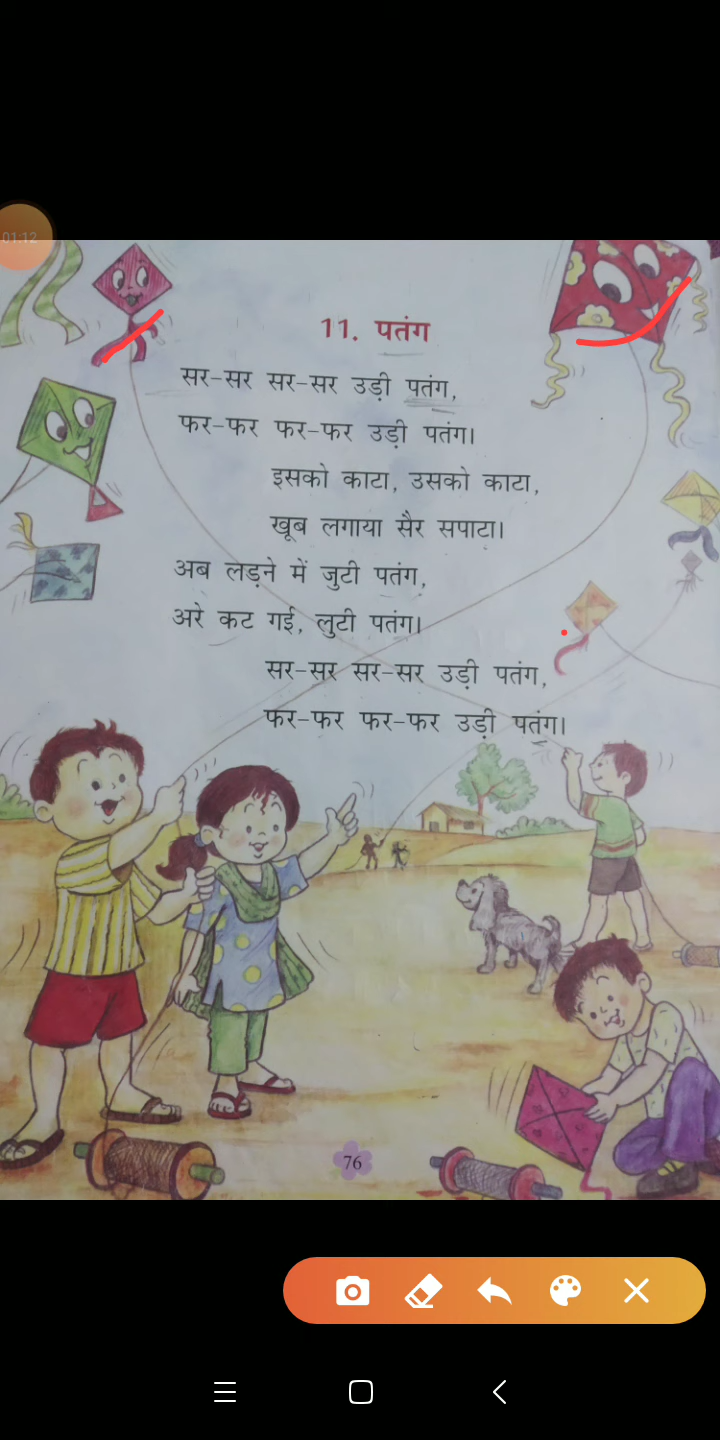 01:12
11. पतंग
सर-सर सर-सर उड़ी पतंग,
फर-फर फर-फर उड़ी पतंग।
इसको काटा, उसको काटा,
खूब लगाया सैर सपाटा।
अब लड़ने में जुटी पतंग,
अरे कट गई, लुटी पतंग।
सर-सर सर-सर उड़ी पतंग,
फर-फर फर-फर उड़ी पतंग।
76